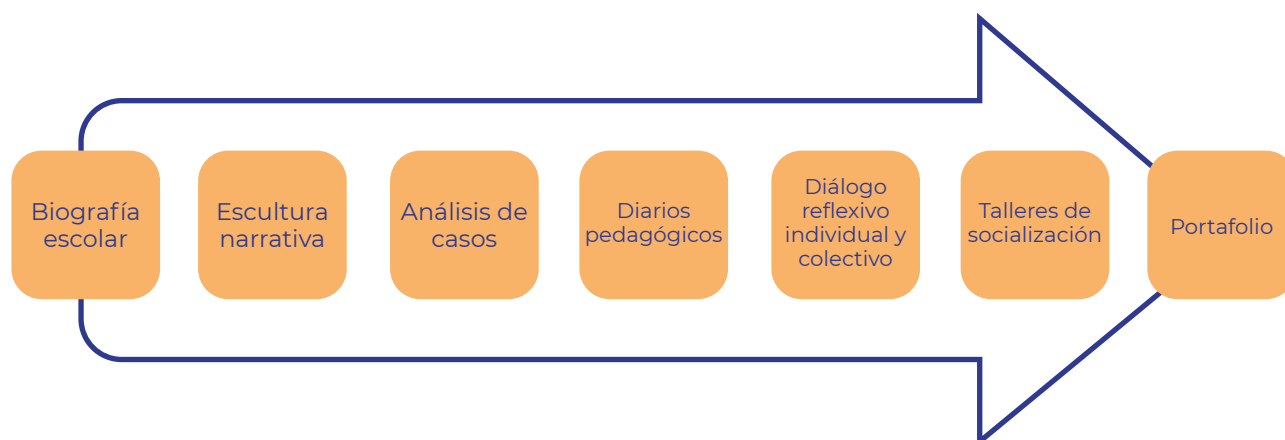 Biografía
escolar
Escultura
narrativa
Análisis de
casos
Diarios
pedagógicos
Diálogo
reflexivo
individual y
colectivo
Talleres de
socialización
Portafolio